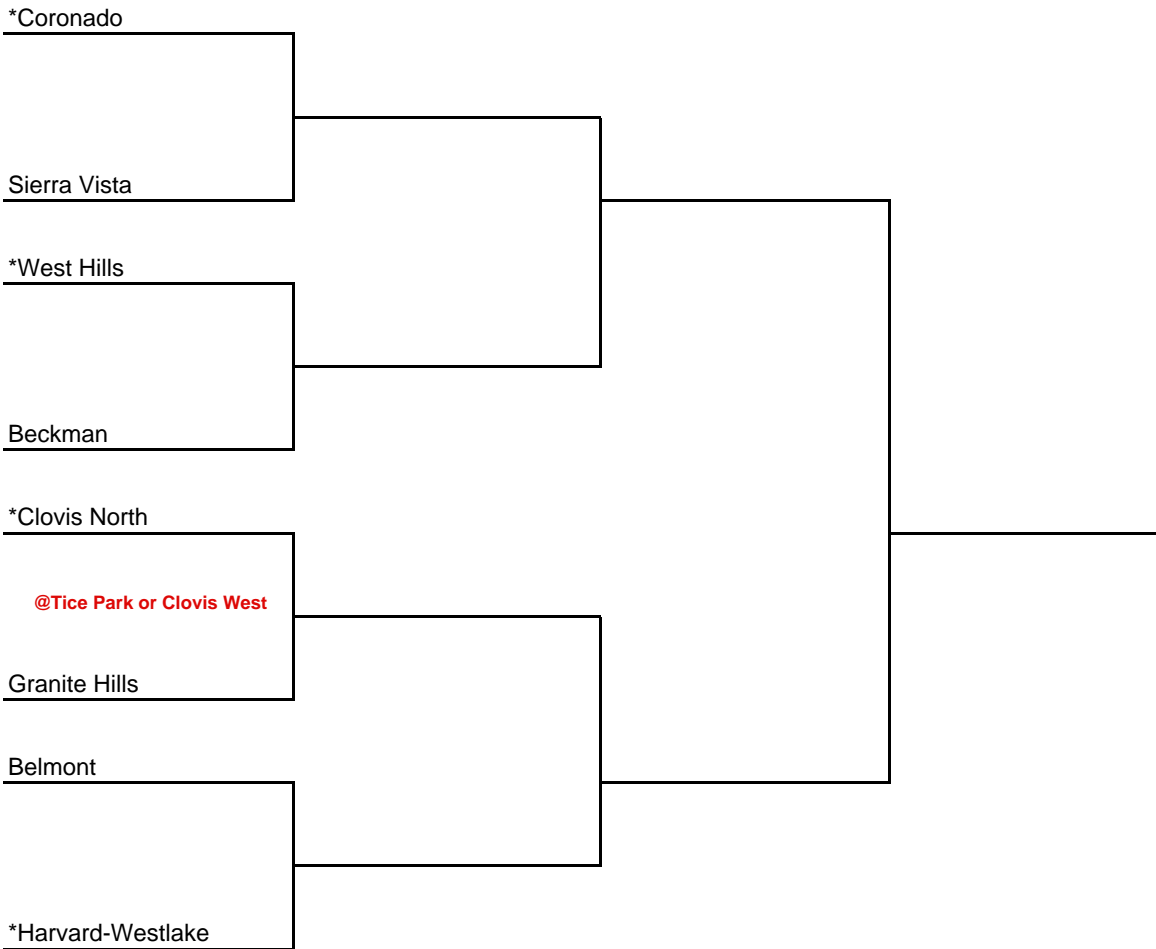 *Coronado
Sierra Vista
*West Hills
Beckman
*Clovis North
@Tice Park or Clovis West
Granite Hills
Belmont
*Harvard-Westlake